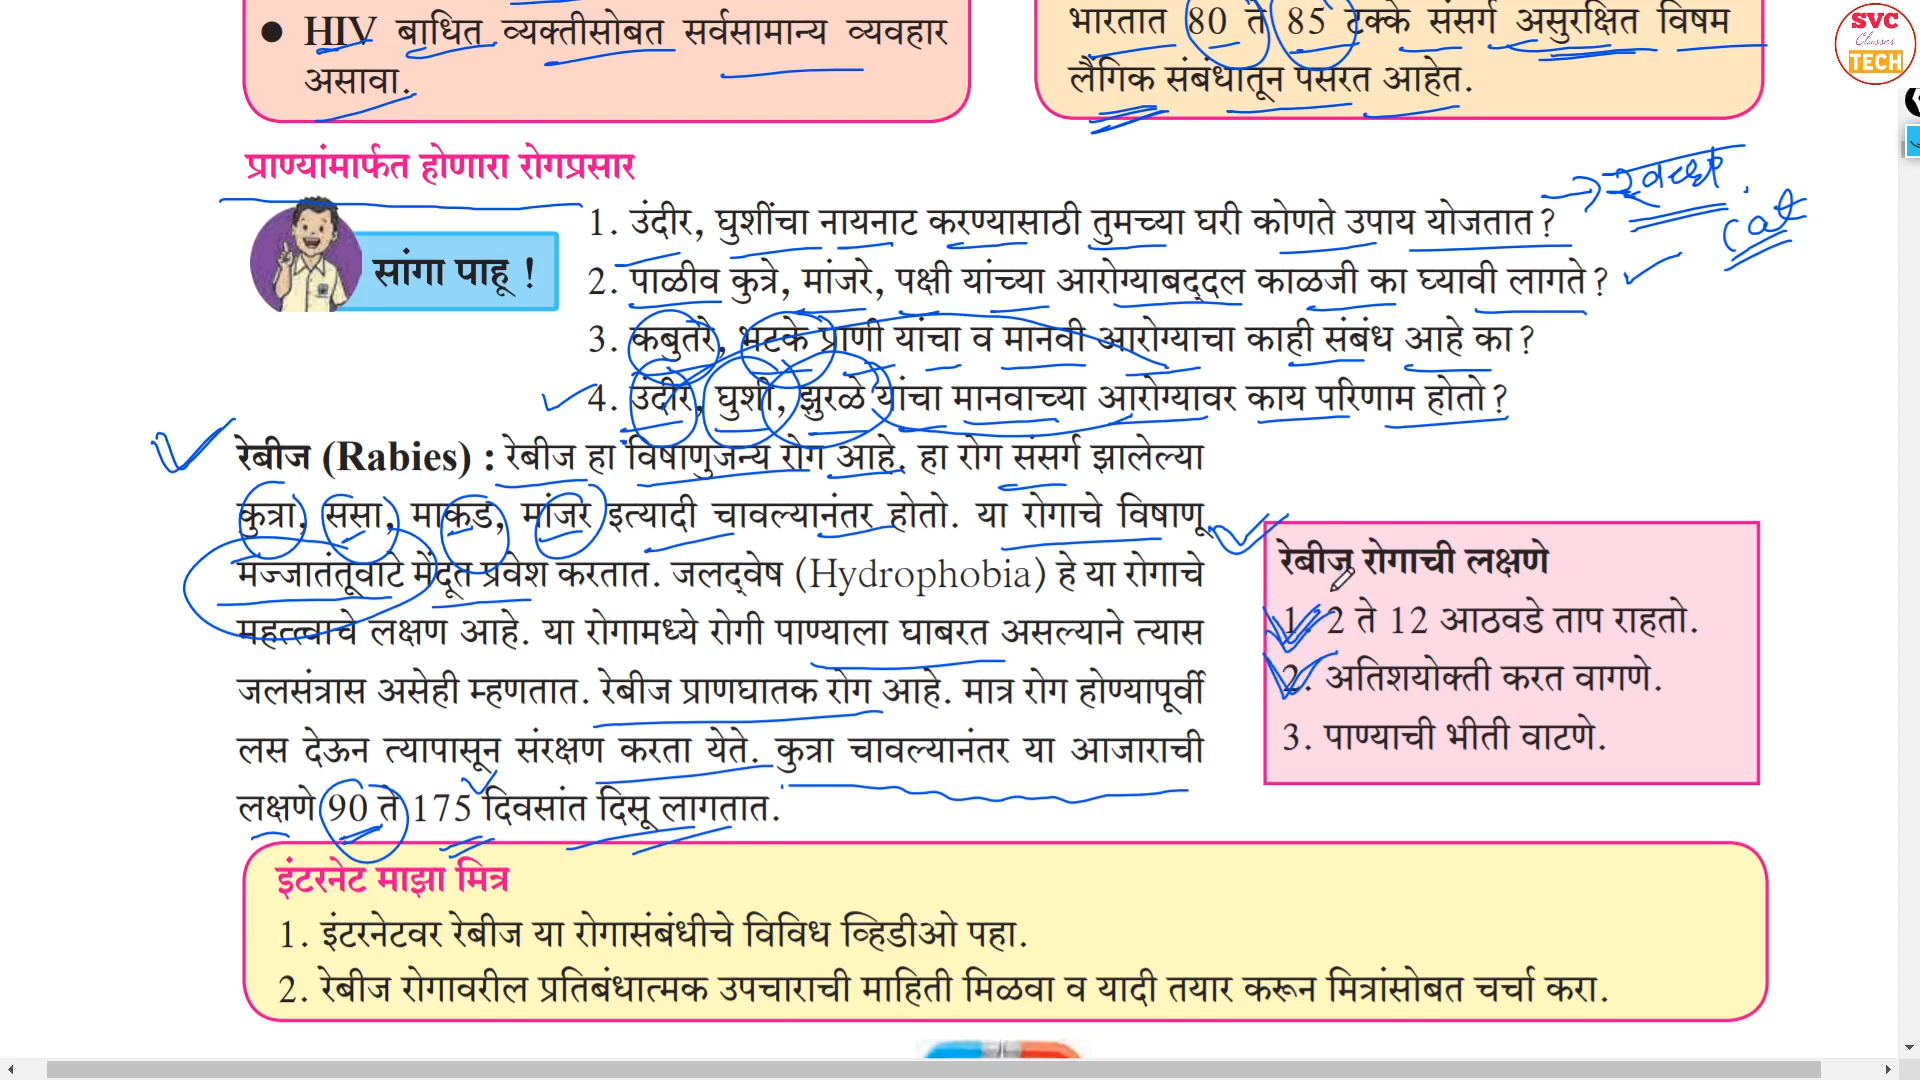 ● HIV बाधित व्यक्तीसोबत सर्वसामान्य व्यवहार
असावा.
भारतात 80 ते 85 टक्के संसर्ग असुरक्षित विषम
लैंगिक संबंधातून पसरत आहेत.
SVC
Classes
TECH
प्राण्यांमार्फत होणारा रोगप्रसार
सांगा पाहू !
1. उंदीर, घुशींचा नायनाट करण्यासाठी तुमच्या घरी कोणते उपाय योजतात ?
cat
2. पाळीव कुत्रे, मांजरे, पक्षी यांच्या आरोग्याबद्दल काळजी का घ्यावी लागते ?
3. कबुतरे, भटके प्राणी यांचा व मानवी आरोग्याचा काही संबंध आहे का ?
4. उंदीर, घुशी, झुरळे यांचा मानवाच्या आरोग्यावर काय परिणाम होतो ?
रेबीज (Rabies) : रेबीज हा विषाणुजन्य रोग आहे. हा रोग संसर्ग झालेल्या
कुत्रा, ससा, माकड, मांजर इत्यादी चावल्यानंतर होतो. या रोगाचे विषाणू
मज्जातंतूवाटे मेंदूत प्रवेश करतात. जलद्वेष (Hydrophobia) हे या रोगाचे
महत्त्वाचे लक्षण आहे. या रोगामध्ये रोगी पाण्याला घाबरत असल्याने त्यास
जलसंत्रास असेही म्हणतात. रेबीज प्राणघातक रोग आहे. मात्र रोग होण्यापूर्वी
लस देऊन त्यापासून संरक्षण करता येते. कुत्रा चावल्यानंतर या आजाराची
लक्षणे 90 ते 175 दिवसांत दिसू लागतात.
रेबीज रोगाची लक्षणे
1. 2 ते 12 आठवडे ताप राहतो.
2. अतिशयोक्ती करत वागणे.
3. पाण्याची भीती वाटणे.
इंटरनेट माझा मित्र
1. इंटरनेटवर रेबीज या रोगासंबंधीचे विविध व्हिडीओ पहा.
2. रेबीज रोगावरील प्रतिबंधात्मक उपचाराची माहिती मिळवा व यादी तयार करून मित्रांसोबत चर्चा करा.